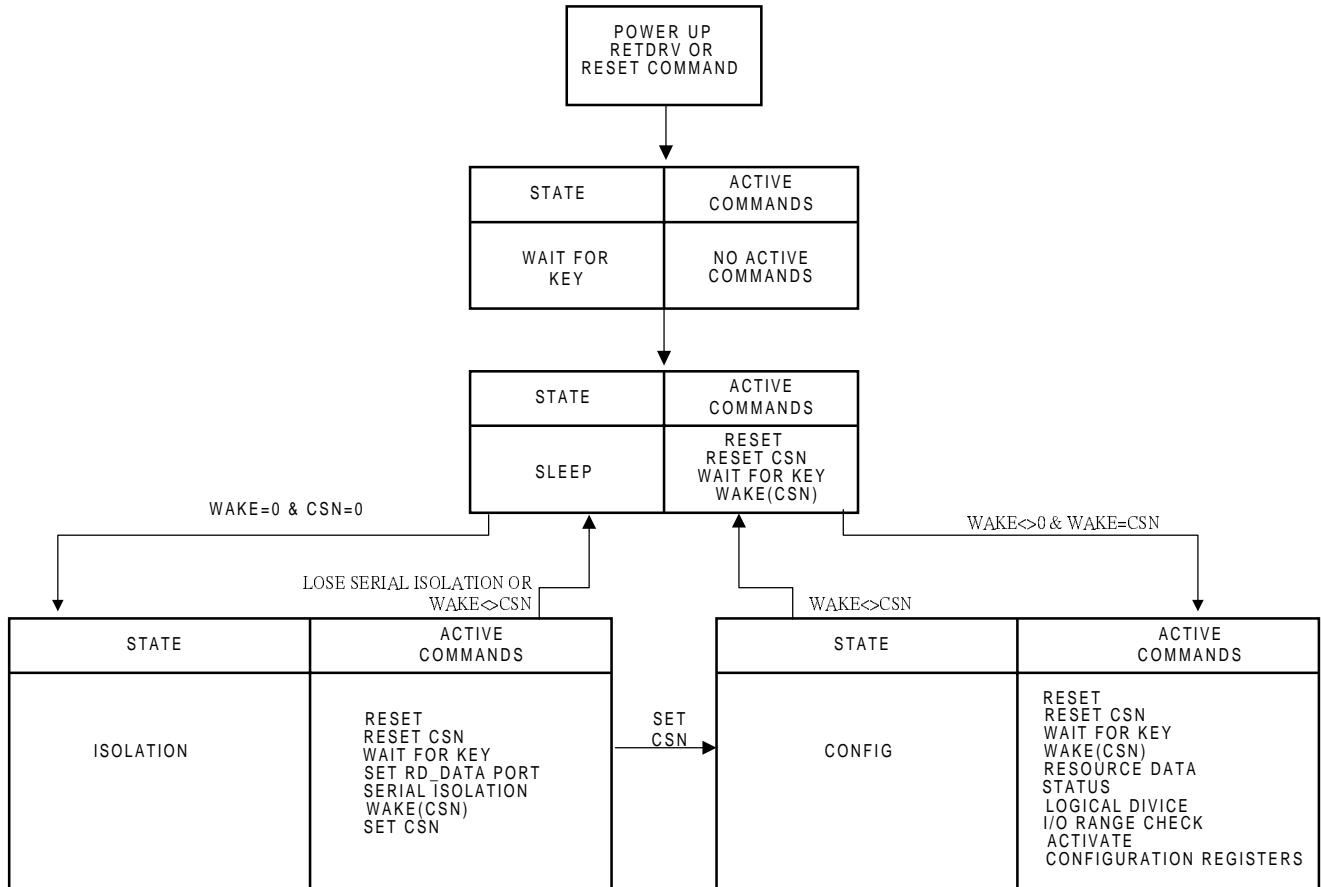 POWER UP
RETDRV OR
RESET COMMAND
STATE
ACTIVE
COMMANDS
WAIT FOR
KEY
NO ACTIVE
COMMANDS
STATE
ACTIVE
COMMANDS
SLEEP
RESET
RESET CSN
WAIT FOR KEY
WAKE(CSN)
WAKE=0 & CSN=0
WAKE<>0 & WAKE=CSN
LOSE SERIAL ISOLATION OR
WAKE<>CSN
WAKE<>CSN
STATE
ACTIVE
COMMANDS
ISOLATION
RESET
RESET CSN
WAIT FOR KEY
SET RD_DATA PORT
SERIAL ISOLATION
WAKE(CSN)
SET CSN
SET
CSN
STATE
ACTIVE
COMMANDS
CONFIG
RESET
RESET CSN
WAIT FOR KEY
WAKE(CSN)
RESOURCE DATA
STATUS
LOGICAL DIVICE
I/O RANGE CHECK
ACTIVATE
CONFIGURATION REGISTERS